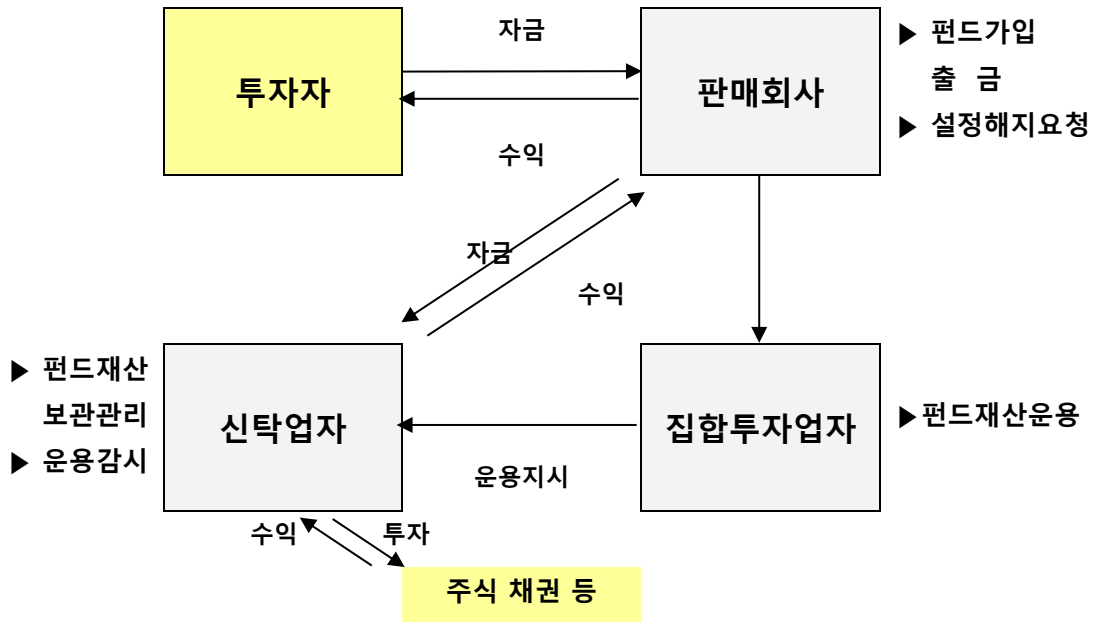 자금
투자자
판매회사
수익
▶ 펀드가입
출 금
▶ 설정해지요청
자금
수익
▶ 펀드재산
보관관리
▶ 운용감시
신탁업자
집합투자업자
▶펀드재산운용
운용지시
수익
투자
주식 채권 등